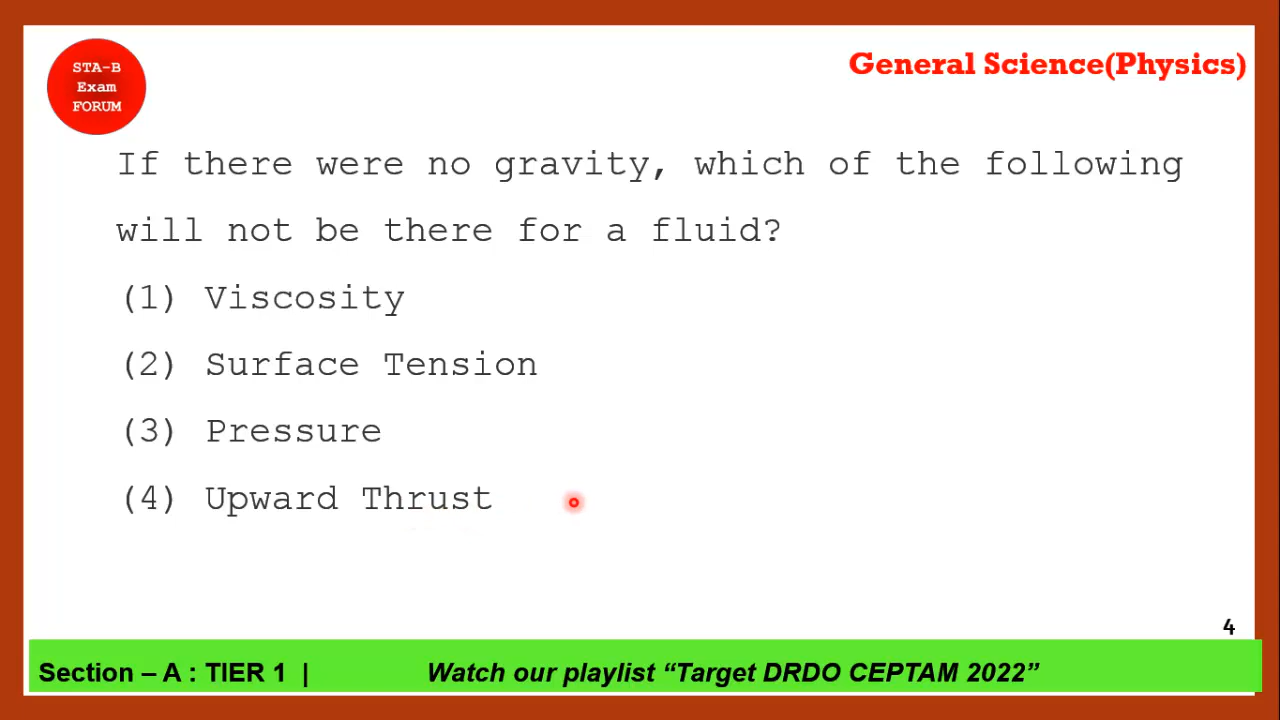 STA-B
Exam
FORUM
General Science(Physics)
If there were no gravity, which of the following
will not be there for a fluid?
(1) Viscosity
(2) Surface Tension
(3) Pressure
(4) Upward Thrust
4
Section – A : TIER 1 | Watch our playlist “Target DRDO CEPTAM 2022”